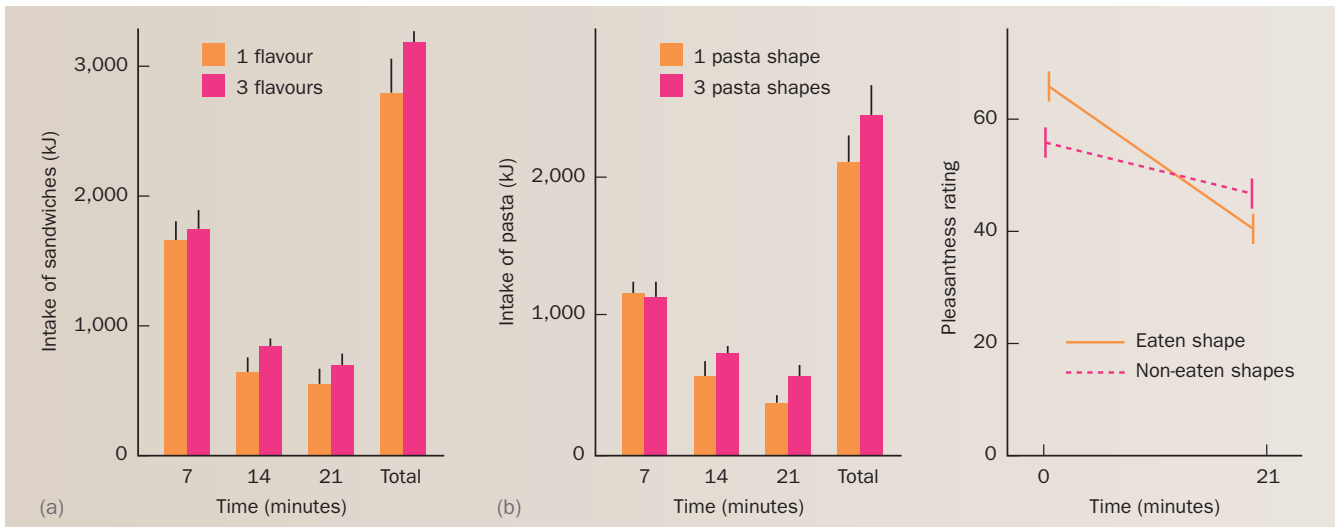 Intake of sandwiches (kJ)
3,000
2,000
1,000
0
1 flavour
3 flavours
7 14 21 Total
Time (minutes)
(a)
Intake of pasta (kJ)
2,000
1,000
0
1 pasta shape
3 pasta shapes
7 14 21 Total
Time (minutes)
(b)
Pleasantness rating
60
40
20
0
Eaten shape
Non-eaten shapes
0 21
Time (minutes)